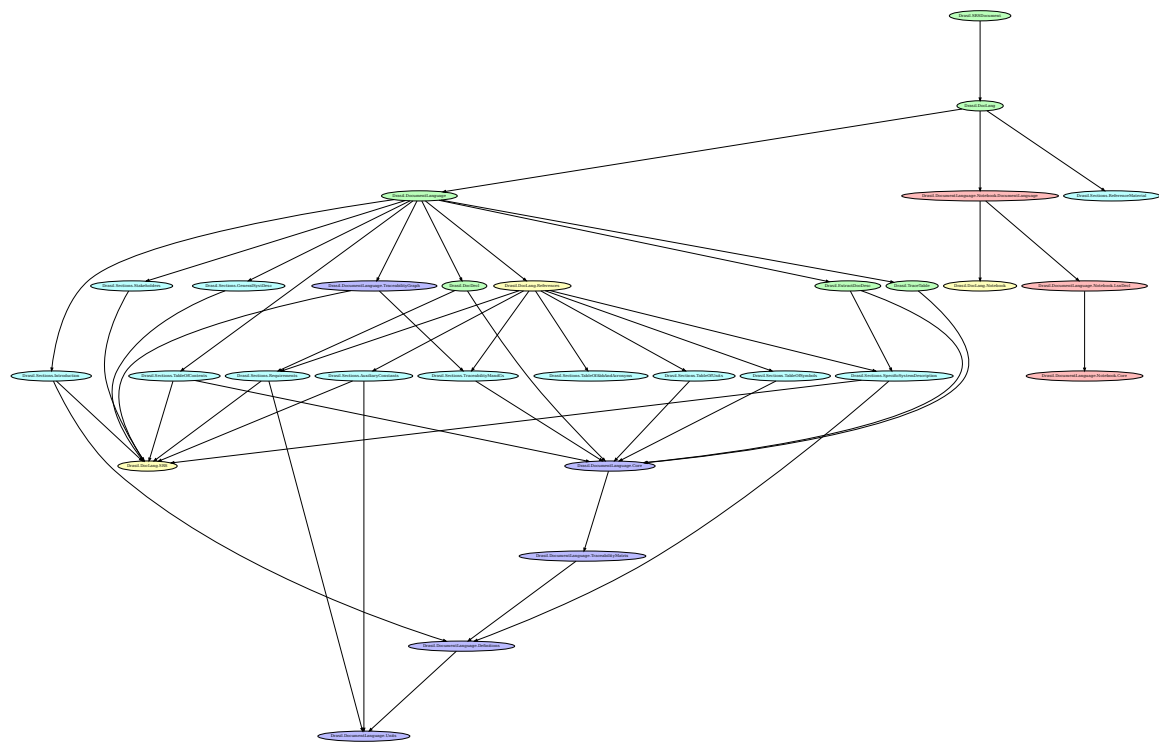 Drasil.SRSDocument
Drasil.DocLang
Drasil.DocumentLanguage
Drasil.DocumentLanguage.Notebook.DocumentLanguage
Drasil.Sections.ReferenceMaterial
Drasil.Sections.Stakeholders
Drasil.Sections.GeneralSystDesc
Drasil.DocumentLanguage.TraceabilityGraph
Drasil.DocDecl
Drasil.DocLang.References
Drasil.ExtractDocDesc
Drasil.TraceTable
Drasil.DocLang.Notebook
Drasil.DocumentLanguage.Notebook.LsnDecl
Drasil.Sections.Introduction
Drasil.Sections.TableOfContents
Drasil.Sections.Requirements
Drasil.Sections.AuxiliaryConstants
Drasil.Sections.TraceabilityMandGs
Drasil.Sections.TableOfAbbAndAcronyms
Drasil.Sections.TableOfUnits
Drasil.Sections.TableOfSymbols
Drasil.Sections.SpecificSystemDescription
Drasil.DocumentLanguage.Notebook.Core
Drasil.DocLang.SRS
Drasil.DocumentLanguage.Core
Drasil.DocumentLanguage.TraceabilityMatrix
Drasil.DocumentLanguage.Definitions
Drasil.DocumentLanguage.Units